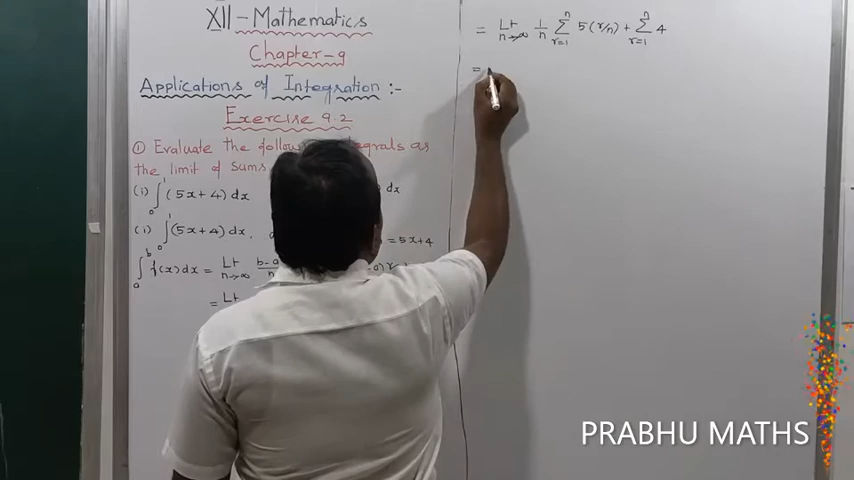 XII - Mathematics
Chapter-9
Applications of Integration :-
Exercise 9.2
① Evaluate the following integrals as
the limit of sums
(i) ∫₀¹ (5x+4) dx dx
(i) ∫₀¹ (5x+4) dx, = 5x+4
∫ₐᵇ f(x) dx = Lt n→∞ b-a
= Lt
= Lt n→∞ 1/n Σ r=1 n 5(r/n) + Σ r=1 n 4
=
PRABHU MATHS